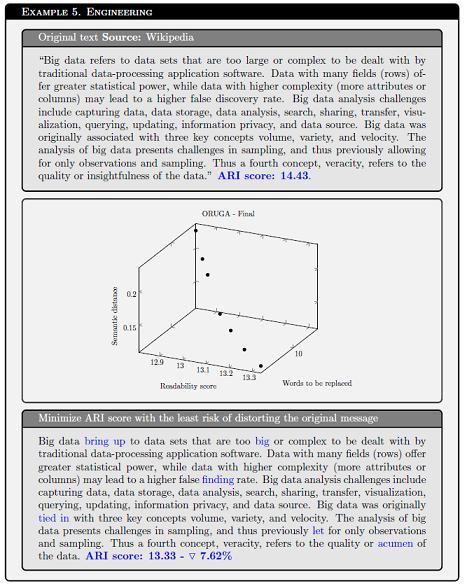 EXAMPLE 5. ENGINEERING
Original text Source: Wikipedia
“Big data refers to data sets that are too large or complex to be dealt with by
traditional data-processing application software. Data with many fields (rows) of-
fer greater statistical power, while data with higher complexity (more attributes or
columns) may lead to a higher false discovery rate. Big data analysis challenges
include capturing data, data storage, data analysis, search, sharing, transfer, visu-
alization, querying, updating, information privacy, and data source. Big data was
originally associated with three key concepts volume, variety, and velocity. The
analysis of big data presents challenges in sampling, and thus previously allowing
for only observations and sampling. Thus a fourth concept, veracity, refers to the
quality or insightfulness of the data.” ARI score: 14.43.
ORUGA - Final
Semantic distance
0.2
0.15
12.9 13 13.1 13.2 13.3
10
Readability score
Words to be replaced
Minimize ARI score with the least risk of distorting the original message
Big data bring up to data sets that are too big or complex to be dealt with by
traditional data-processing application software. Data with many fields (rows) offer
greater statistical power, while data with higher complexity (more attributes or
columns) may lead to a higher false finding rate. Big data analysis challenges include
capturing data, data storage, data analysis, search, sharing, transfer, visualization,
querying, updating, information privacy, and data source. Big data was originally
tied in with three key concepts volume, variety, and velocity. The analysis of big
data presents challenges in sampling, and thus previously let for only observations
and sampling. Thus a fourth concept, veracity, refers to the quality or acumen of
the data. ARI score: 13.33 - ▽ 7.62%